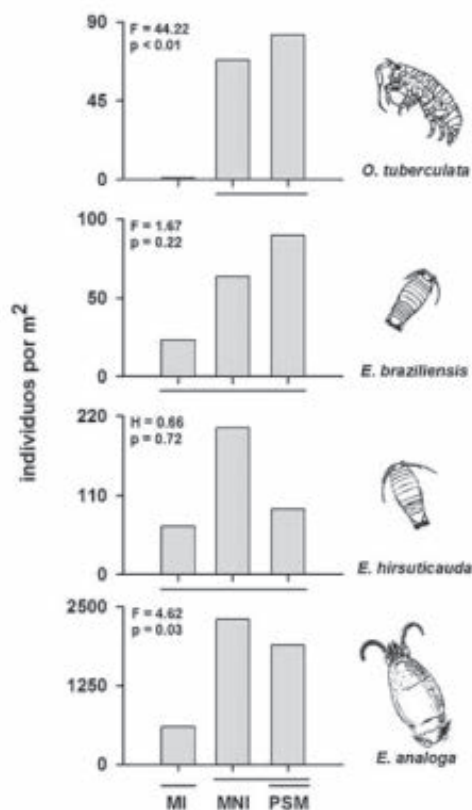 individuos por m²
90
45
0
F = 44.22
p < 0.01
O. tuberculata
100
50
0
F = 1.67
p = 0.22
E. braziliensis
220
110
0
H = 0.66
p = 0.72
E. hirsuticauda
2500
1250
0
F = 4.62
p = 0.03
E. analoga
MI MNI PSM